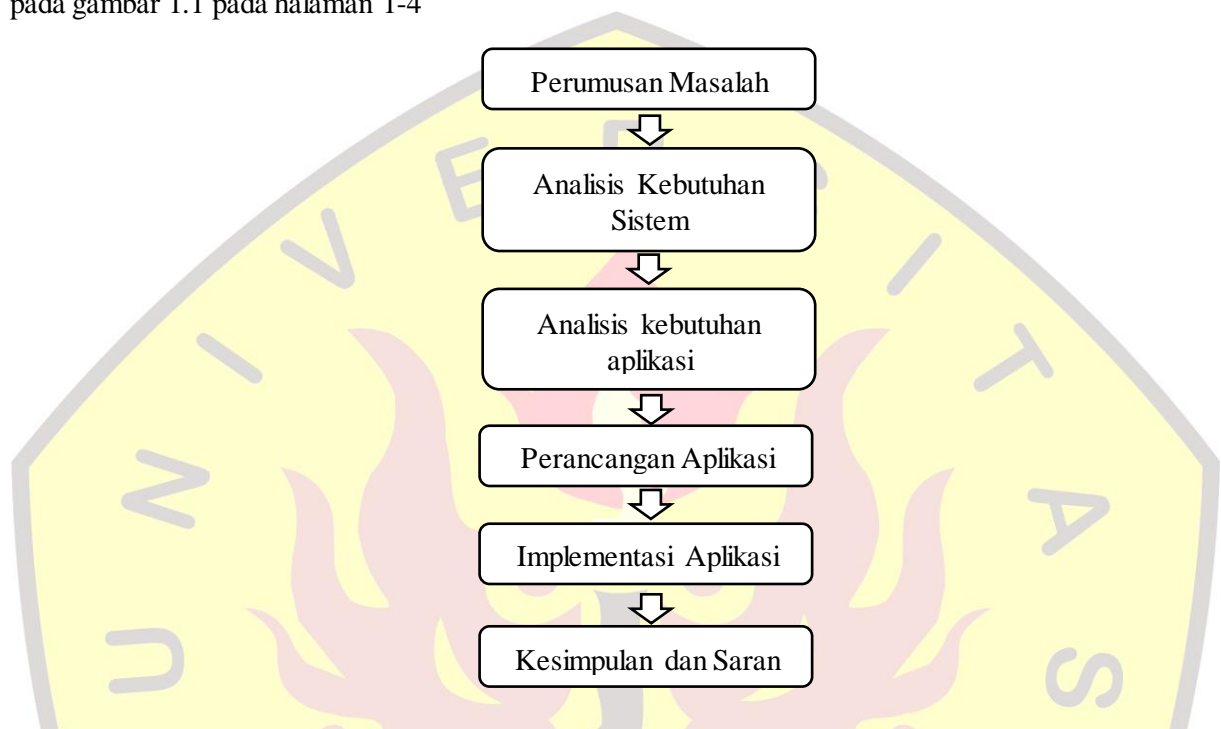 pada gambar 1.1 pada halaman 1-4
Perumusan Masalah
Analisis Kebutuhan
Sistem
Analisis kebutuhan
aplikasi
Perancangan Aplikasi
Implementasi Aplikasi
Kesimpulan dan Saran
UNIVERSITAS